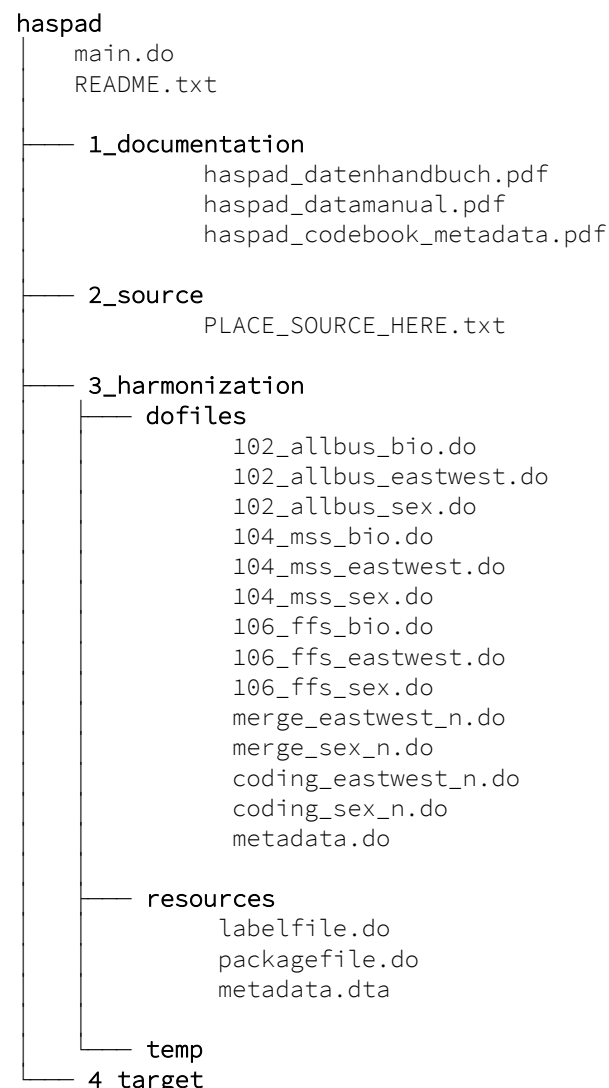 haspad
main.do
README.txt
1_documentation
haspad_datenhandbuch.pdf
haspad_datamanual.pdf
haspad_codebook_metadata.pdf
2_source
PLACE_SOURCE_HERE.txt
3_harmonization
dofiles
102_allbus_bio.do
102_allbus_eastwest.do
102_allbus_sex.do
104_mss_bio.do
104_mss_eastwest.do
104_mss_sex.do
106_ffs_bio.do
106_ffs_eastwest.do
106_ffs_sex.do
merge_eastwest_n.do
merge_sex_n.do
coding_eastwest_n.do
coding_sex_n.do
metadata.do
resources
labelfile.do
packagefile.do
metadata.dta
temp
4_target